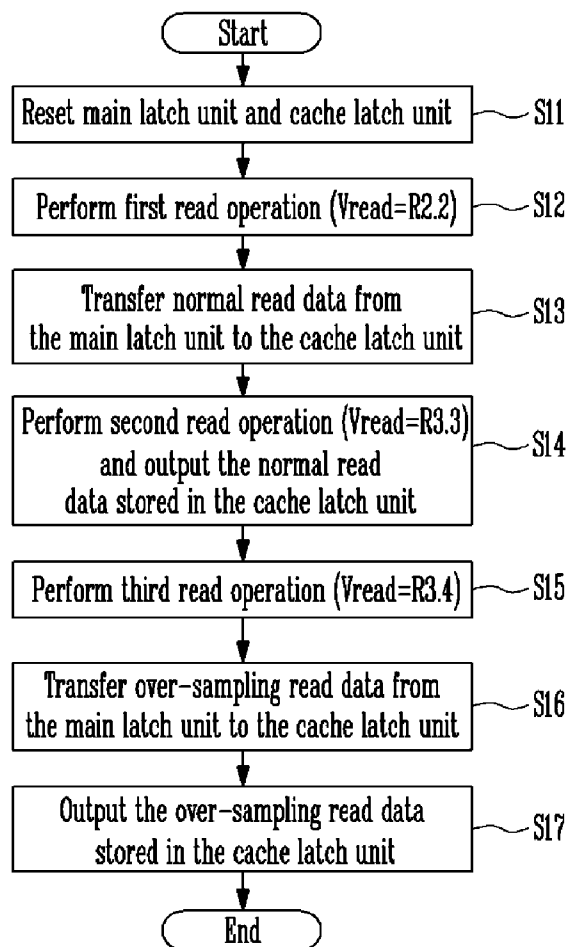 Start
Reset main latch unit and cache latch unit
S11
Perform first read operation (Vread=R2.2)
S12
Transfer normal read data from
the main latch unit to the cache latch unit
S13
Perform second read operation (Vread=R3.3)
and output the normal read
data stored in the cache latch unit
S14
Perform third read operation (Vread=R3.4)
S15
Transfer over-sampling read data from
the main latch unit to the cache latch unit
S16
Output the over-sampling read data
stored in the cache latch unit
S17
End